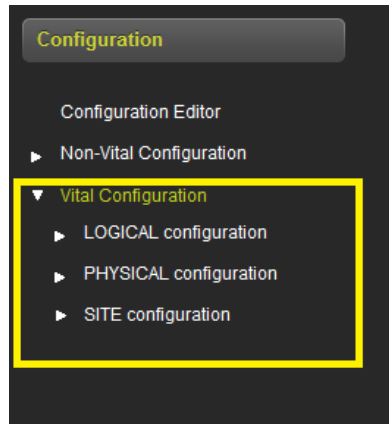 Configuration
Configuration Editor
Non-Vital Configuration
Vital Configuration
LOGICAL configuration
PHYSICAL configuration
SITE configuration